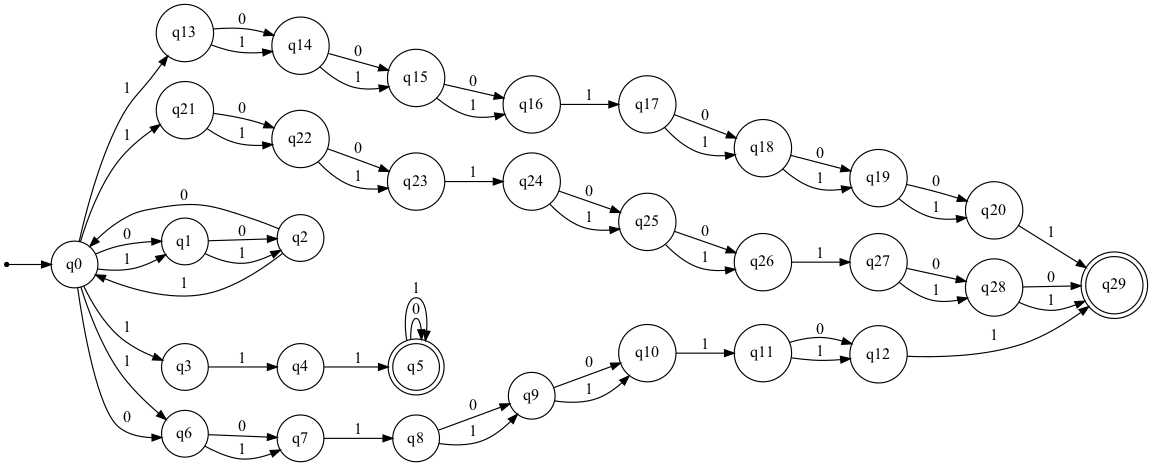 q13 0 1 q14 0 1 q15 0 1 q16 1 q17 0 1 q18 0 1 q19 0 1 q20 1
1 q21 0 1 q22 0 1 q23 1 q24 0 1 q25 0 1 q26 1 q27 0 1 q28 0 1 q29
1
q0 0 1 q1 0 1 q2 0 1
1 q3 1 q4 1 q5 0 1
1 0 q6 0 1 q7 1 q8 0 1 q9 0 1 q10 1 q11 0 1 q12 1